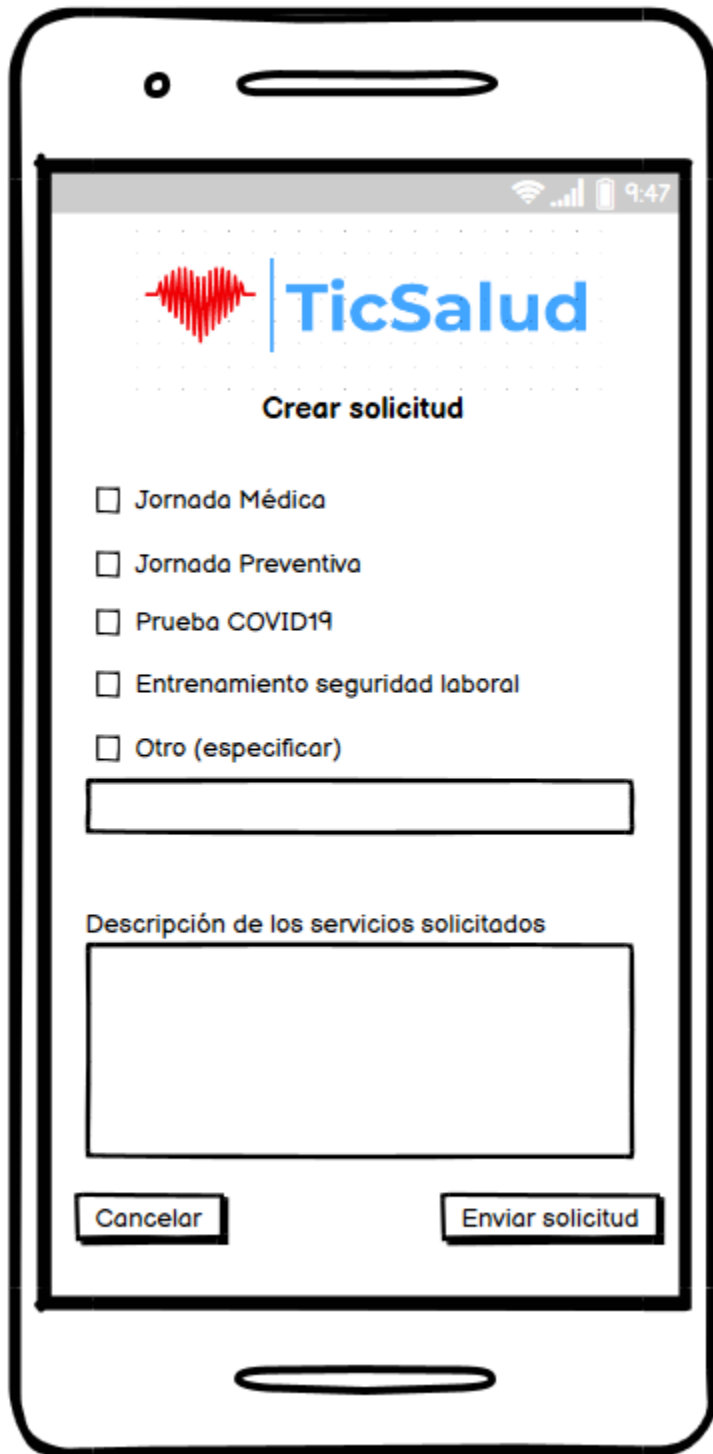 9:47
TicSalud
Crear solicitud
Jornada Médica
Jornada Preventiva
Prueba COVID19
Entrenamiento seguridad laboral
Otro (especificar)
Descripción de los servicios solicitados
Cancelar
Enviar solicitud